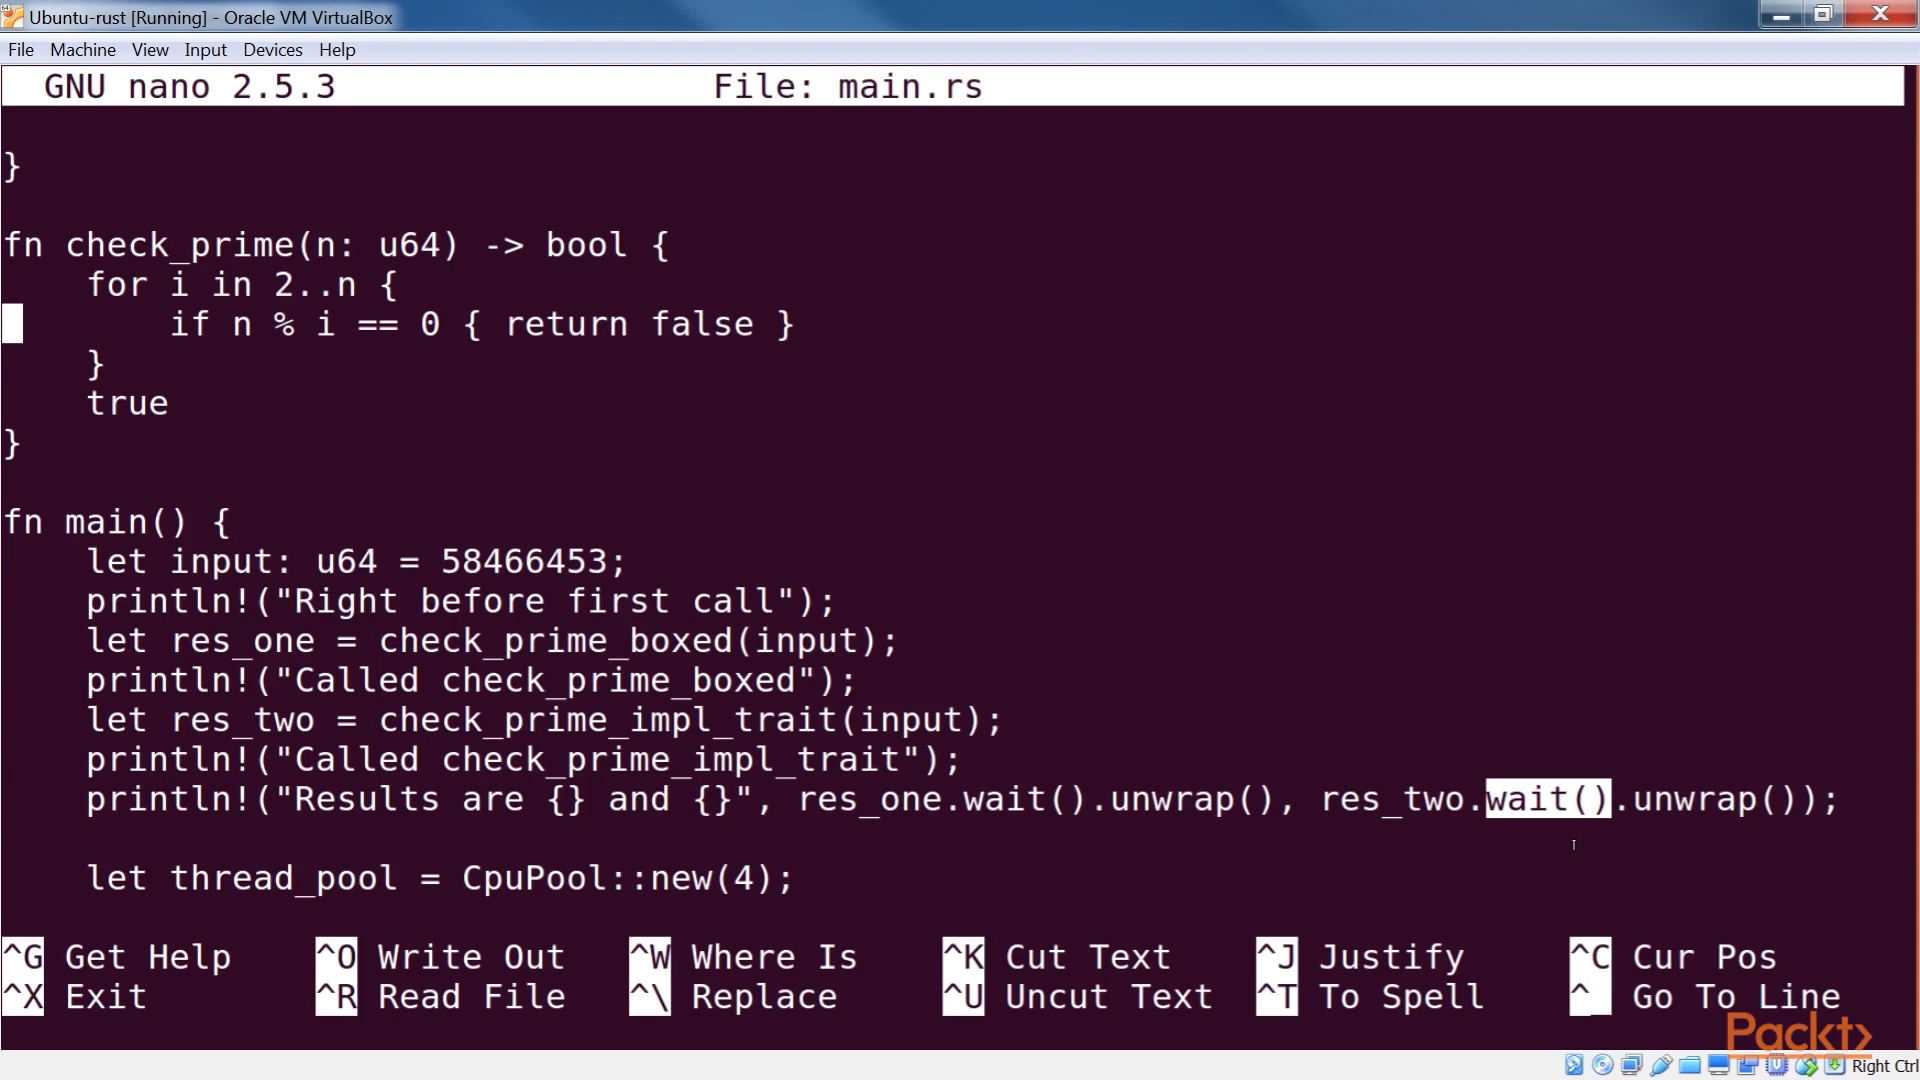 Ubuntu-rust [Running] - Oracle VM VirtualBox
File Machine View Input Devices Help
GNU nano 2.5.3 File: main.rs
}
fn check_prime(n: u64) -> bool {
    for i in 2..n {
        if n % i == 0 { return false }
    }
    true
}
fn main() {
    let input: u64 = 58466453;
    println!("Right before first call");
    let res_one = check_prime_boxed(input);
    println!("Called check_prime_boxed");
    let res_two = check_prime_impl_trait(input);
    println!("Called check_prime_impl_trait");
    println!("Results are {} and {}", res_one.wait().unwrap(), res_two.wait().unwrap());
    let thread_pool = CpuPool::new(4);
^G Get Help ^O Write Out ^W Where Is ^K Cut Text ^J Justify ^C Cur Pos
^X Exit ^R Read File ^\ Replace ^U Uncut Text ^T To Spell ^_ Go To Line
Packt>
Right Ctrl